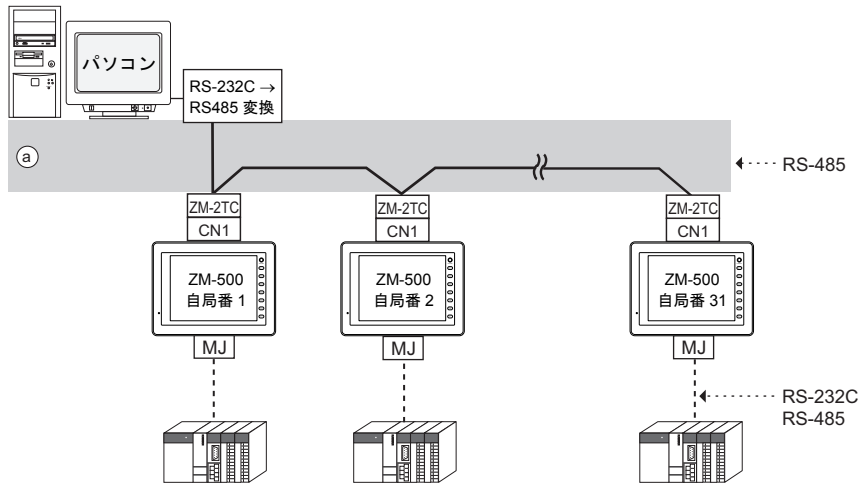 パソコン
RS-232C →
RS485 変換
a
RS-485
ZM-2TC
CN1
ZM-500
自局番 1
MJ
ZM-2TC
CN1
ZM-500
自局番 2
MJ
ZM-2TC
CN1
ZM-500
自局番 31
MJ
RS-232C
RS-485